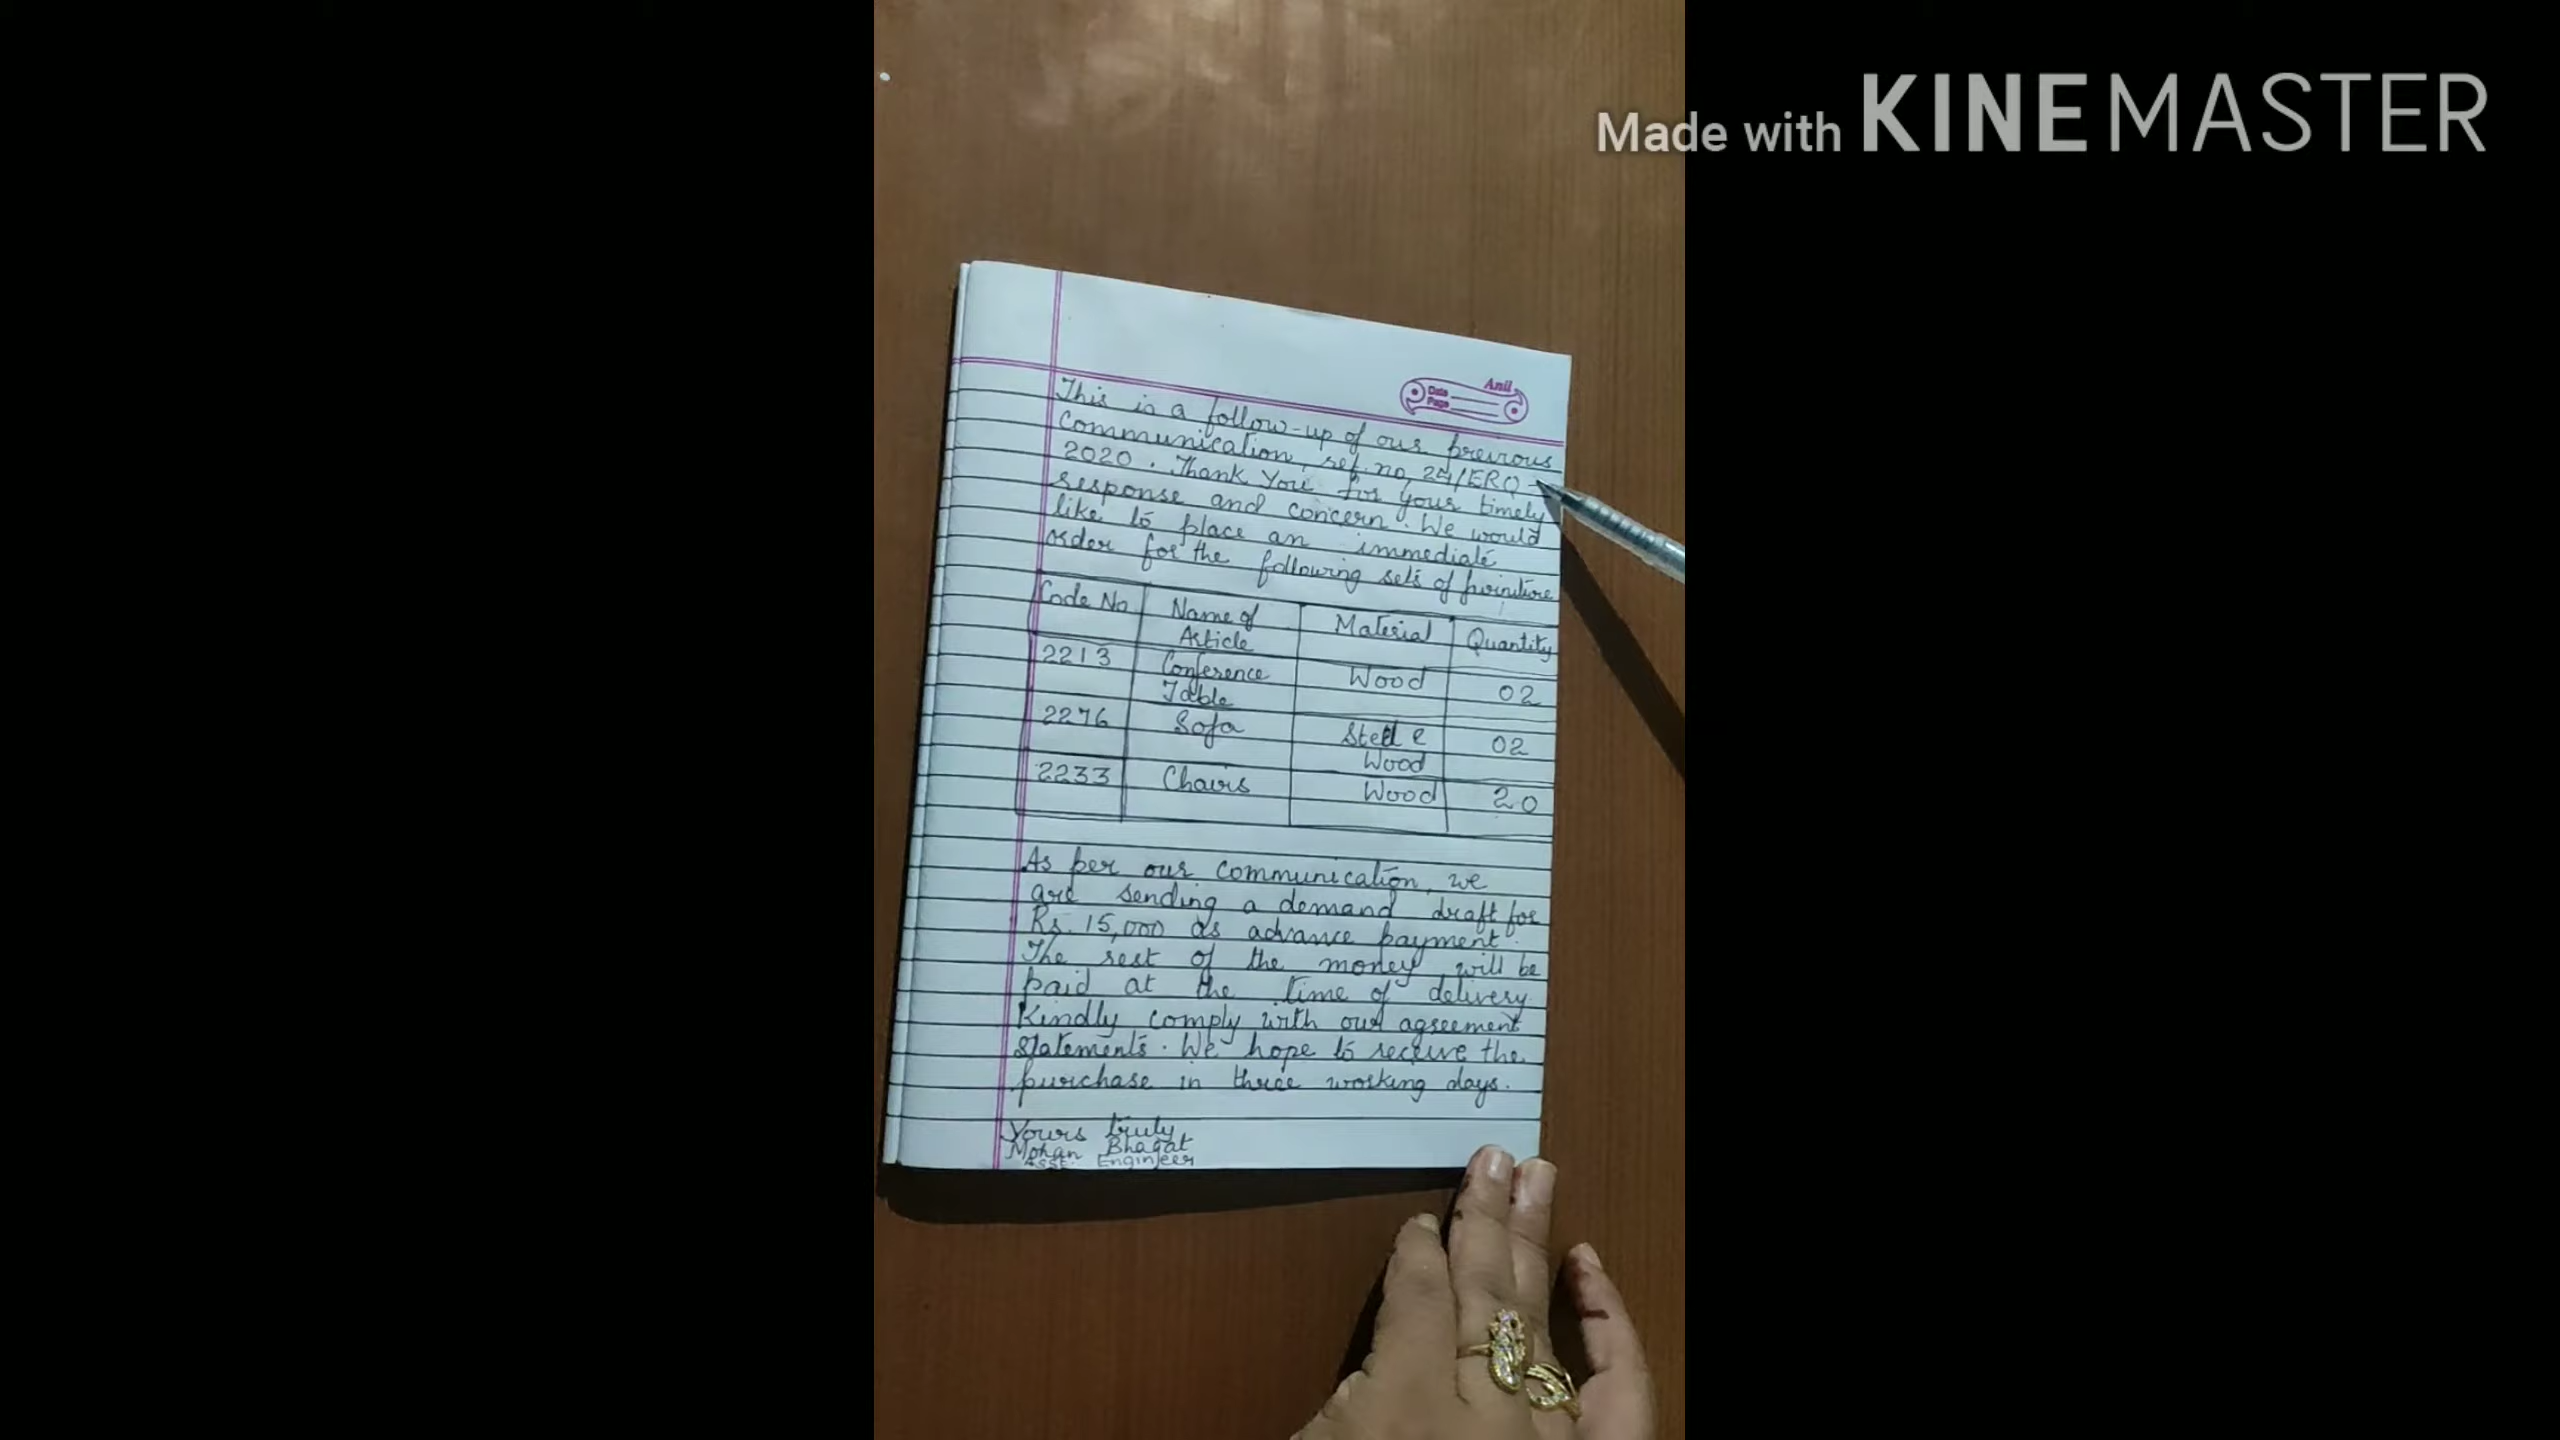 Made with KINEMASTER
Anil
Date
Page
This is a follow-up of our previous
Communication, ref. no, 24/ERQ -
2020. Thank You for your timely
response and concern. We would
like to place an immediate
order for the following sets of furniture
Code No Name of Article Material Quantity
2213 Conference Table Wood 02
2276 Sofa Steel & Wood 02
2233 Chairs Wood 20
As per our communication, we
are sending a demand draft for
Rs. 15,000 as advance payment.
The rest of the money will be
paid at the time of delivery.
Kindly comply with our agreement
statements. We hope to receive the
purchase in three working days.
Yours truly
Mohan Bhagat
Asst. Engineer